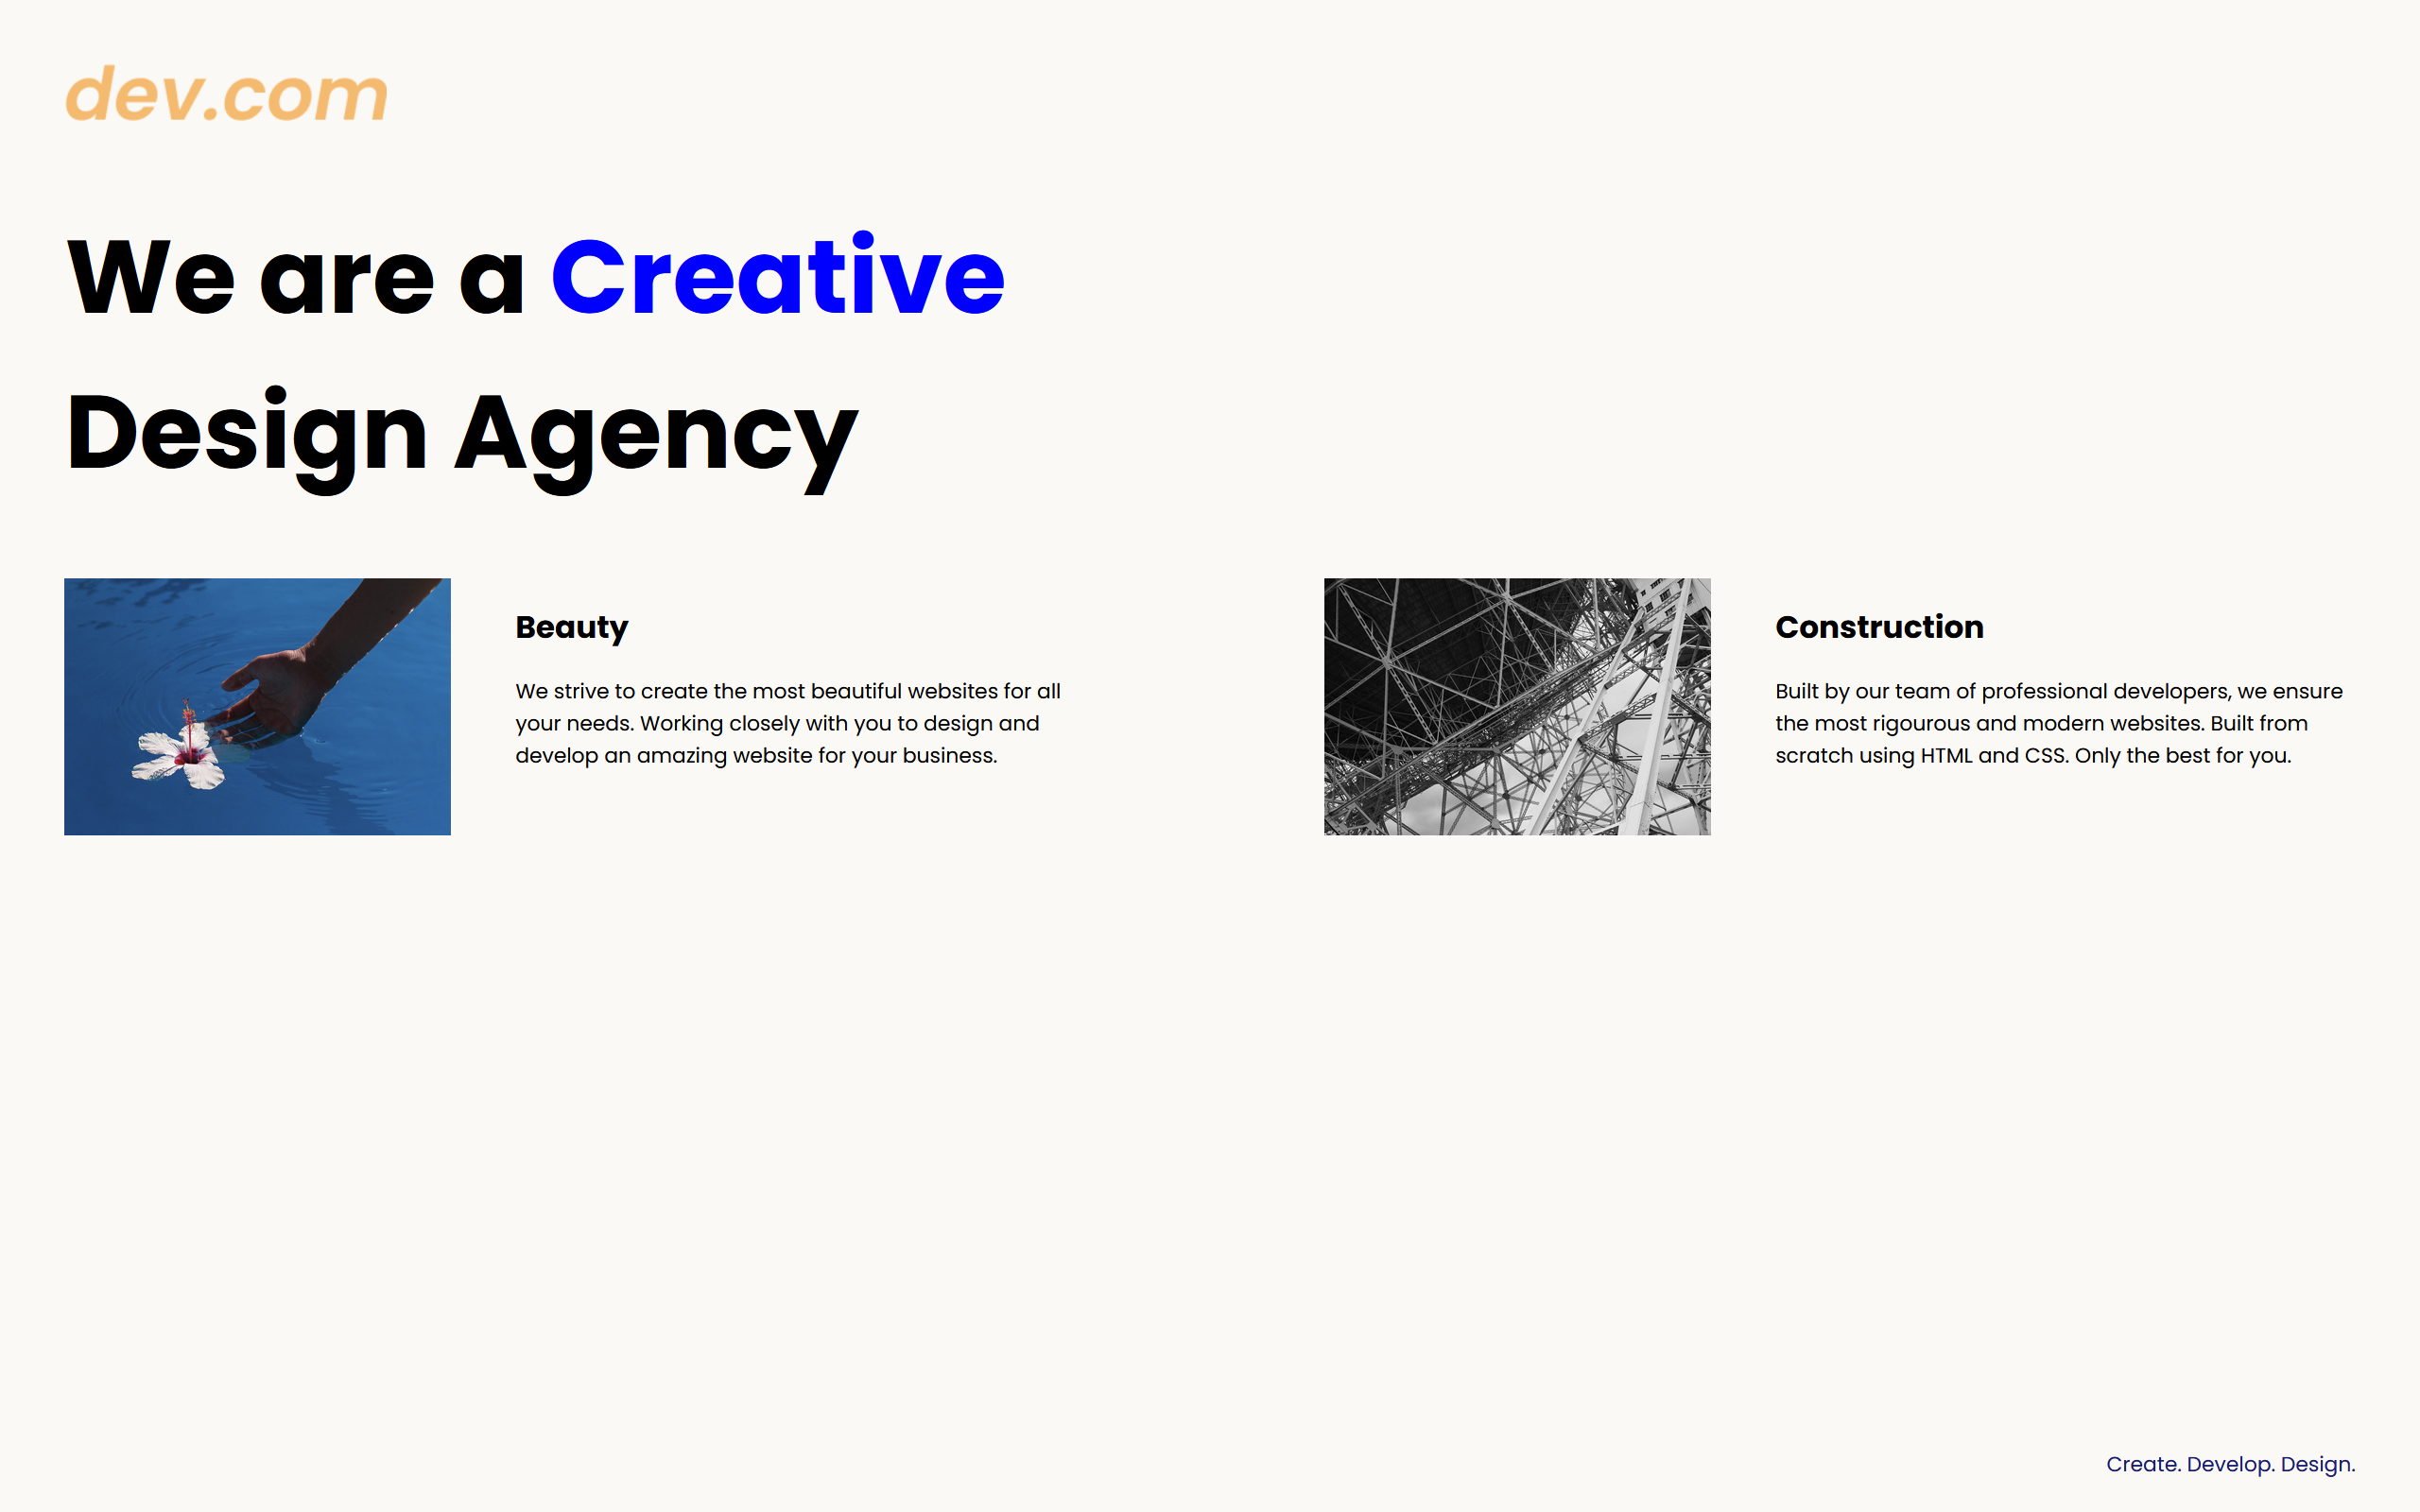 dev.com
We are a Creative
Design Agency
Beauty
We strive to create the most beautiful websites for all
your needs. Working closely with you to design and
develop an amazing website for your business.
Construction
Built by our team of professional developers, we ensure
the most rigourous and modern websites. Built from
scratch using HTML and CSS. Only the best for you.
Create. Develop. Design.